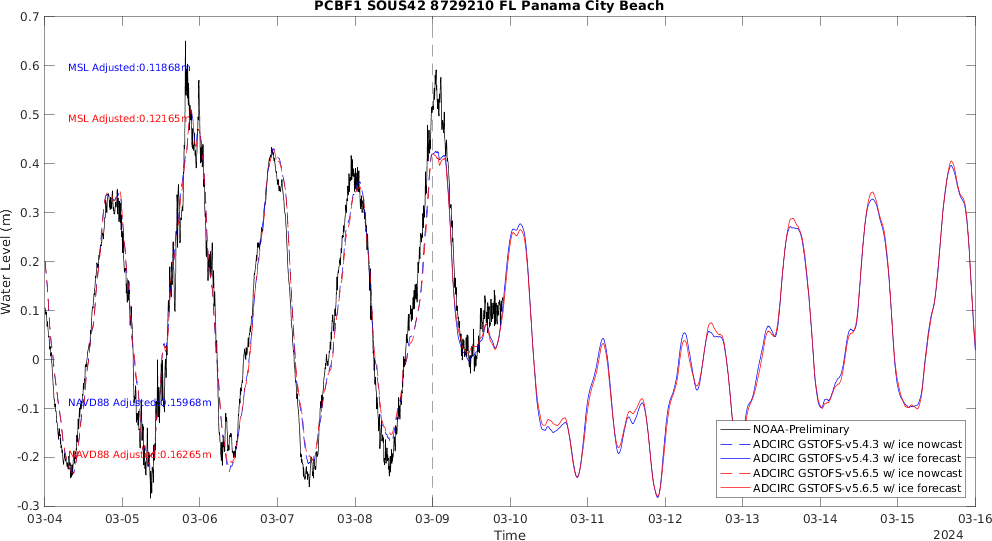 PCBF1 SOUS42 8729210 FL Panama City Beach
0.7
0.6
0.5
0.4
0.3
0.2
0.1
0
-0.1
-0.2
-0.3
Water Level (m)
MSL Adjusted:0.11868m
MSL Adjusted:0.12165m
NAVD88 Adjusted:0.15968m
NAVD88 Adjusted:0.16265m
NOAA-Preliminary
ADCIRC GSTOFS-v5.4.3 w/ ice nowcast
ADCIRC GSTOFS-v5.4.3 w/ ice forecast
ADCIRC GSTOFS-v5.6.5 w/ ice nowcast
ADCIRC GSTOFS-v5.6.5 w/ ice forecast
03-04 03-05 03-06 03-07 03-08 03-09 03-10 03-11 03-12 03-13 03-14 03-15 03-16
Time
2024